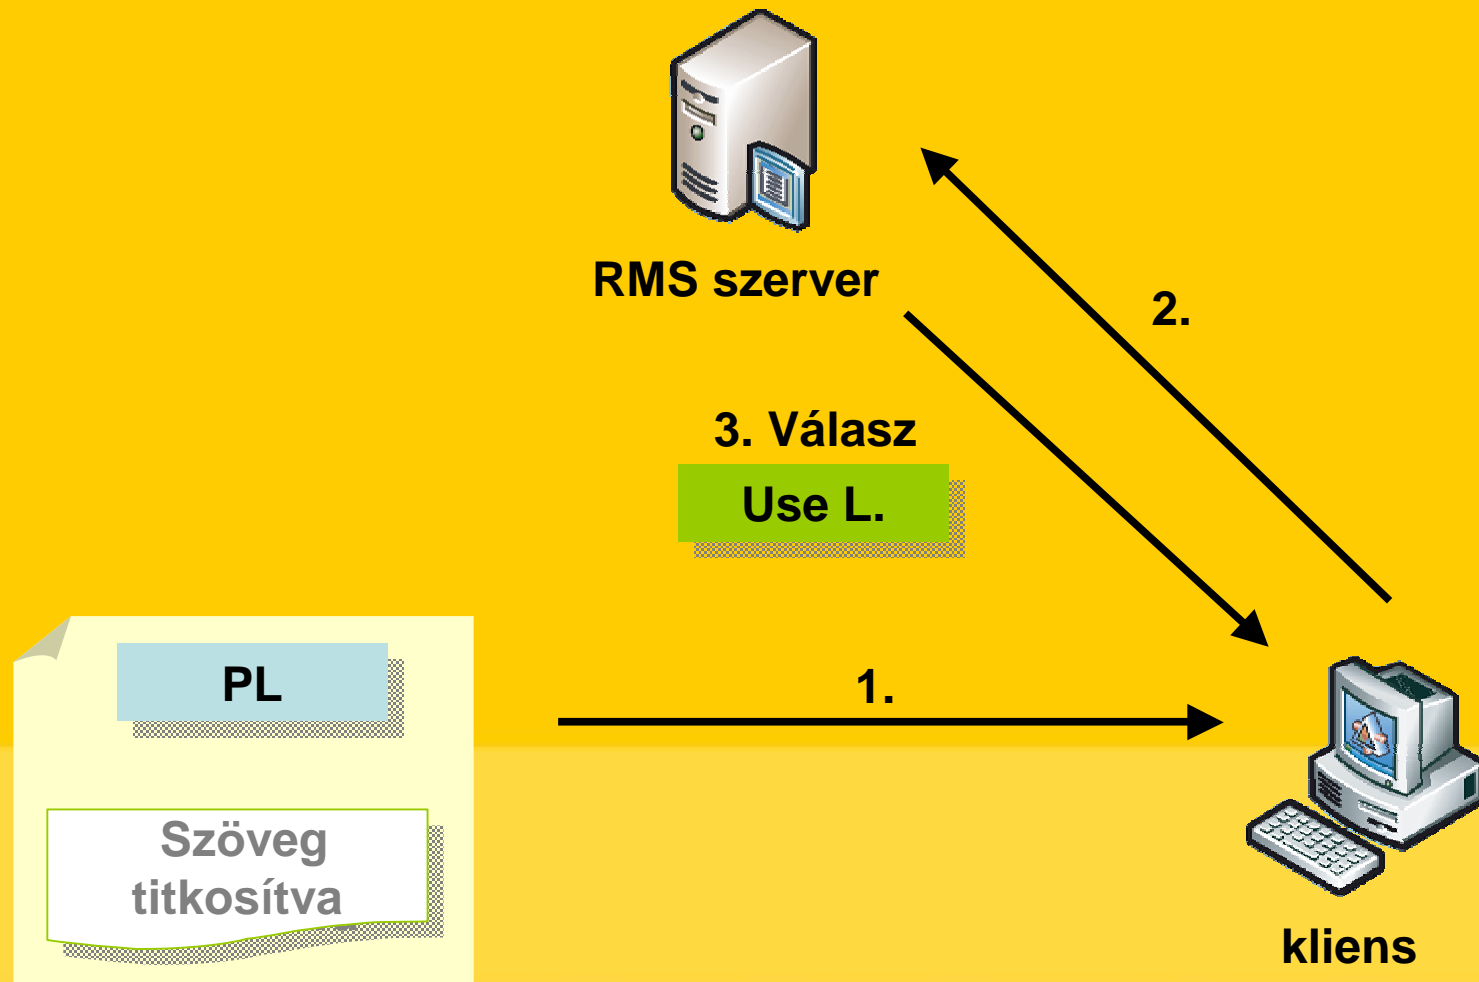 RMS szerver
2.
3. Válasz
Use L.
PL
1.
Szöveg
titkosítva
kliens